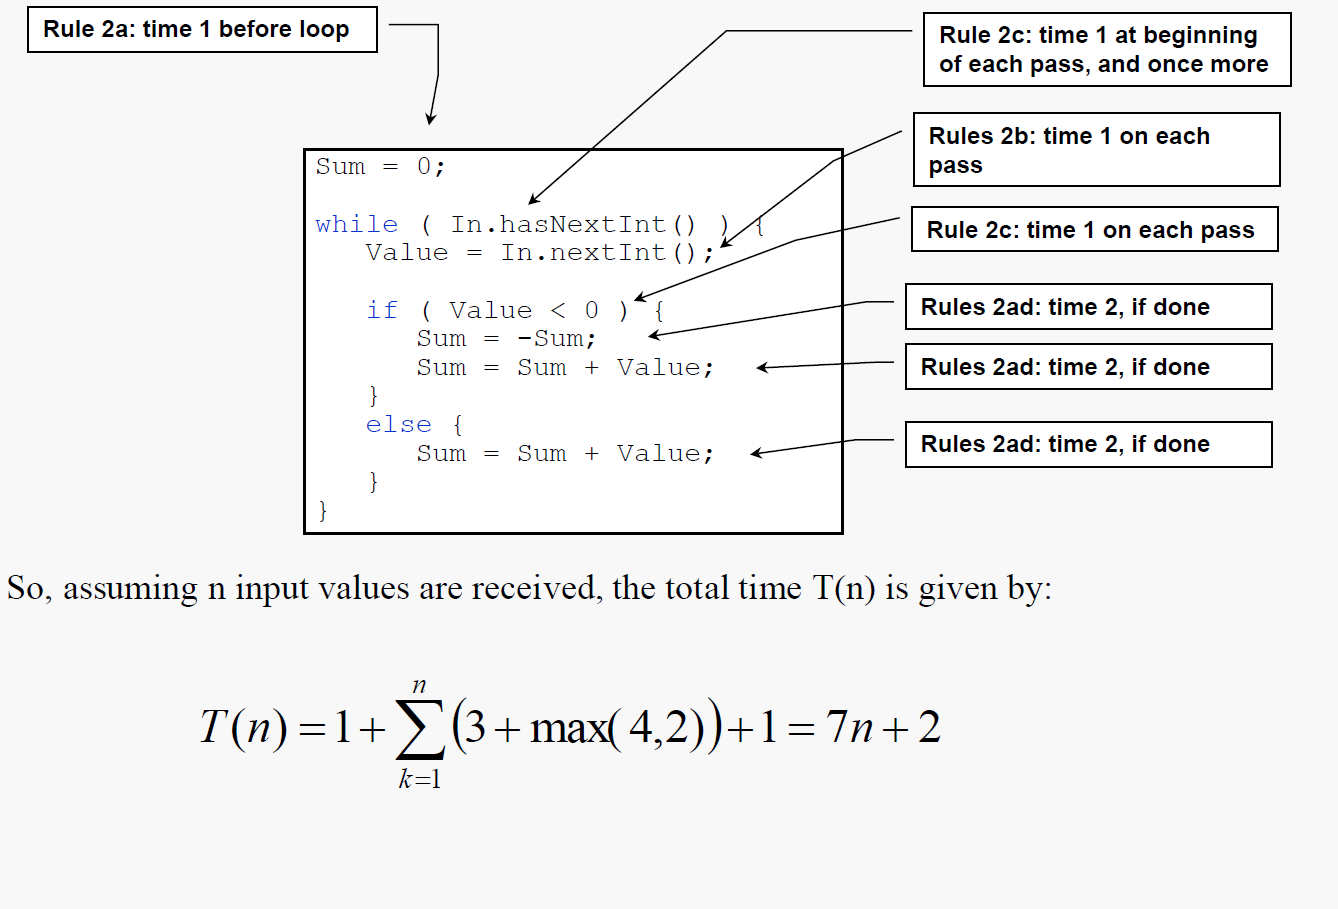 Rule 2a: time 1 before loop
Rule 2c: time 1 at beginning
of each pass, and once more
Rules 2b: time 1 on each
pass
Rule 2c: time 1 on each pass
Rules 2ad: time 2, if done
Rules 2ad: time 2, if done
Rules 2ad: time 2, if done
Sum = 0;
while ( In.hasNextInt() ) {
Value = In.nextInt();
if ( Value < 0 ) {
Sum = -Sum;
Sum = Sum + Value;
}
else {
Sum = Sum + Value;
}
}
So, assuming n input values are received, the total time T(n) is given by:
T(n) = 1 + \sum_{k=1}^{n} (3 + max(4,2)) + 1 = 7n + 2